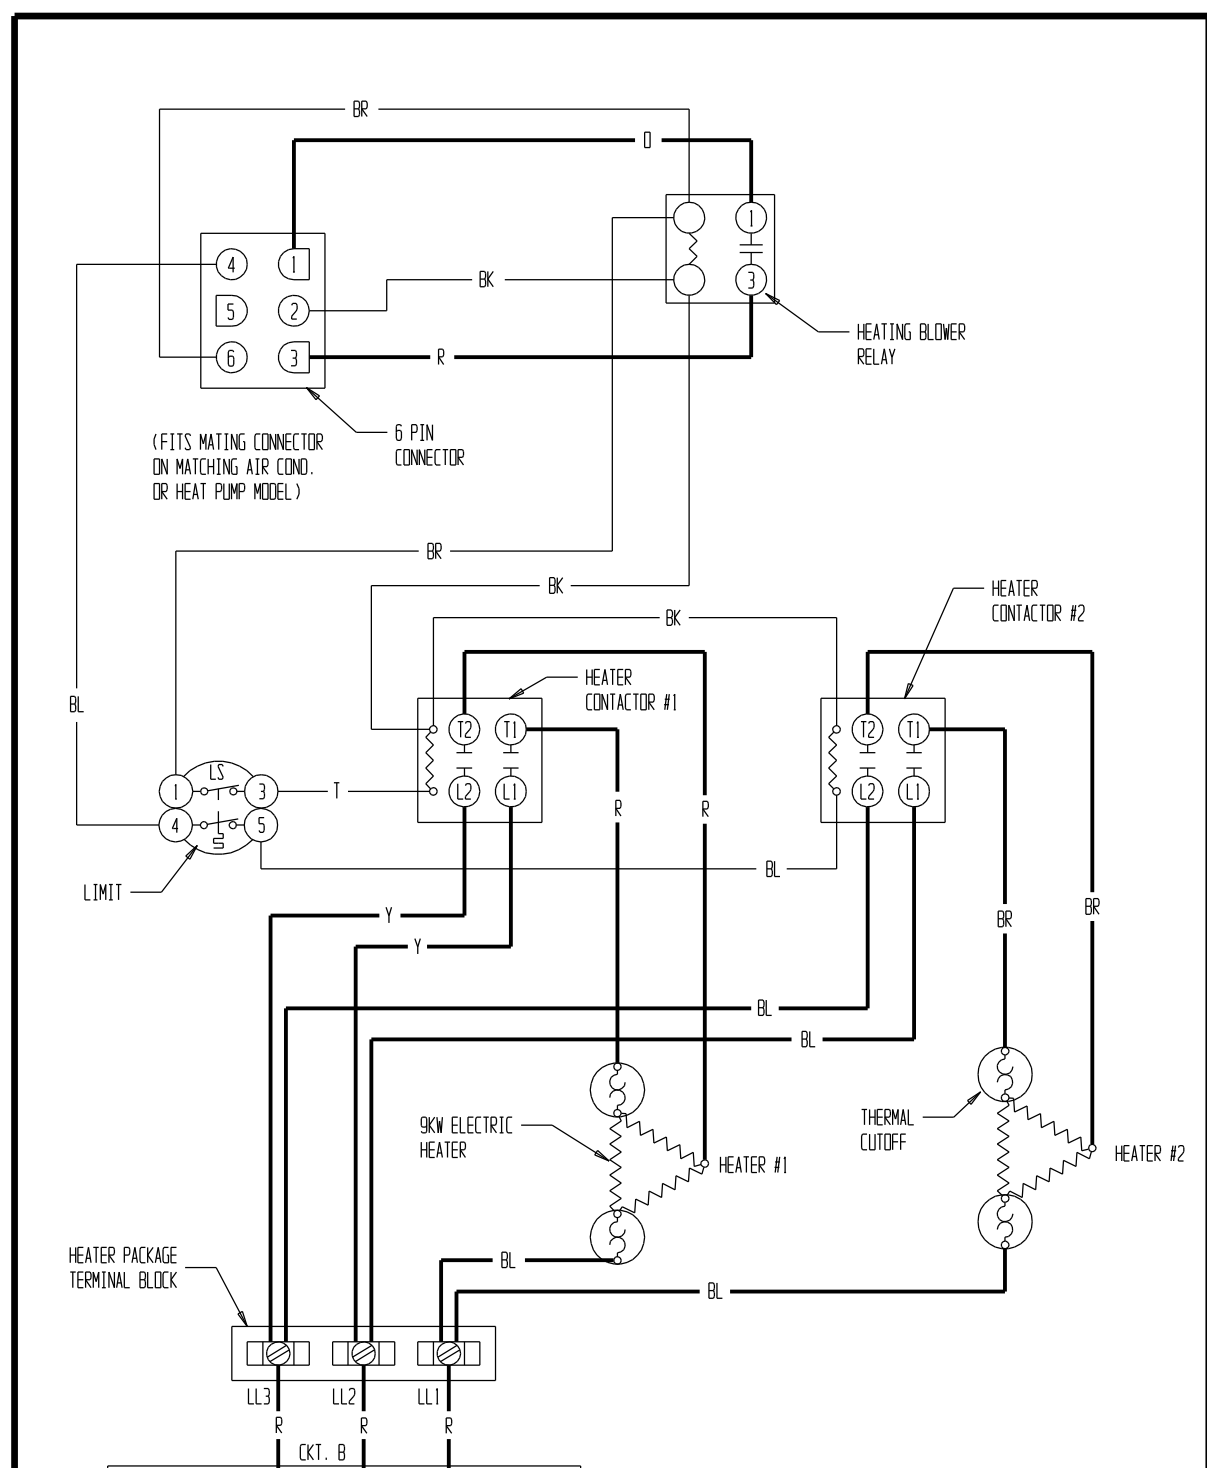 BR
O
1
4
1
BK
3
5
2
HEATING BLOWER
RELAY
6
3
R
6 PIN
CONNECTOR
(FITS MATING CONNECTOR
ON MATCHING AIR COND.
OR HEAT PUMP MODEL)
BR
BK
HEATER
CONTACTOR #2
BK
HEATER
CONTACTOR #1
BL
T2
T1
T2
T1
LS
1
3
T
L2
L1
L2
L1
R
R
4
5
BL
LIMIT
Y
BR
BR
Y
BL
BL
9KW ELECTRIC
HEATER
THERMAL
CUTOFF
HEATER #1
HEATER #2
HEATER PACKAGE
TERMINAL BLOCK
BL
BL
LL3
LL2
LL1
R
R
R
CKT. B